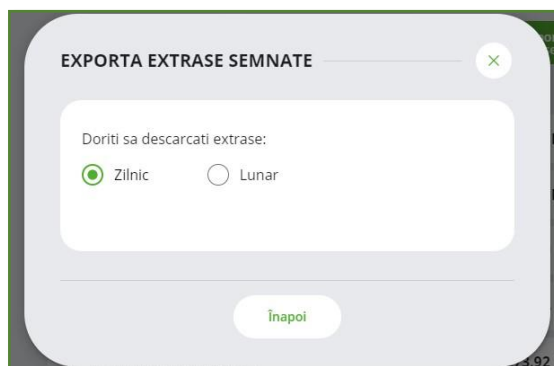 EXPORTA EXTRASE SEMNATE
Doriti sa descarcati extrase:
Zilnic
Lunar
Înapoi